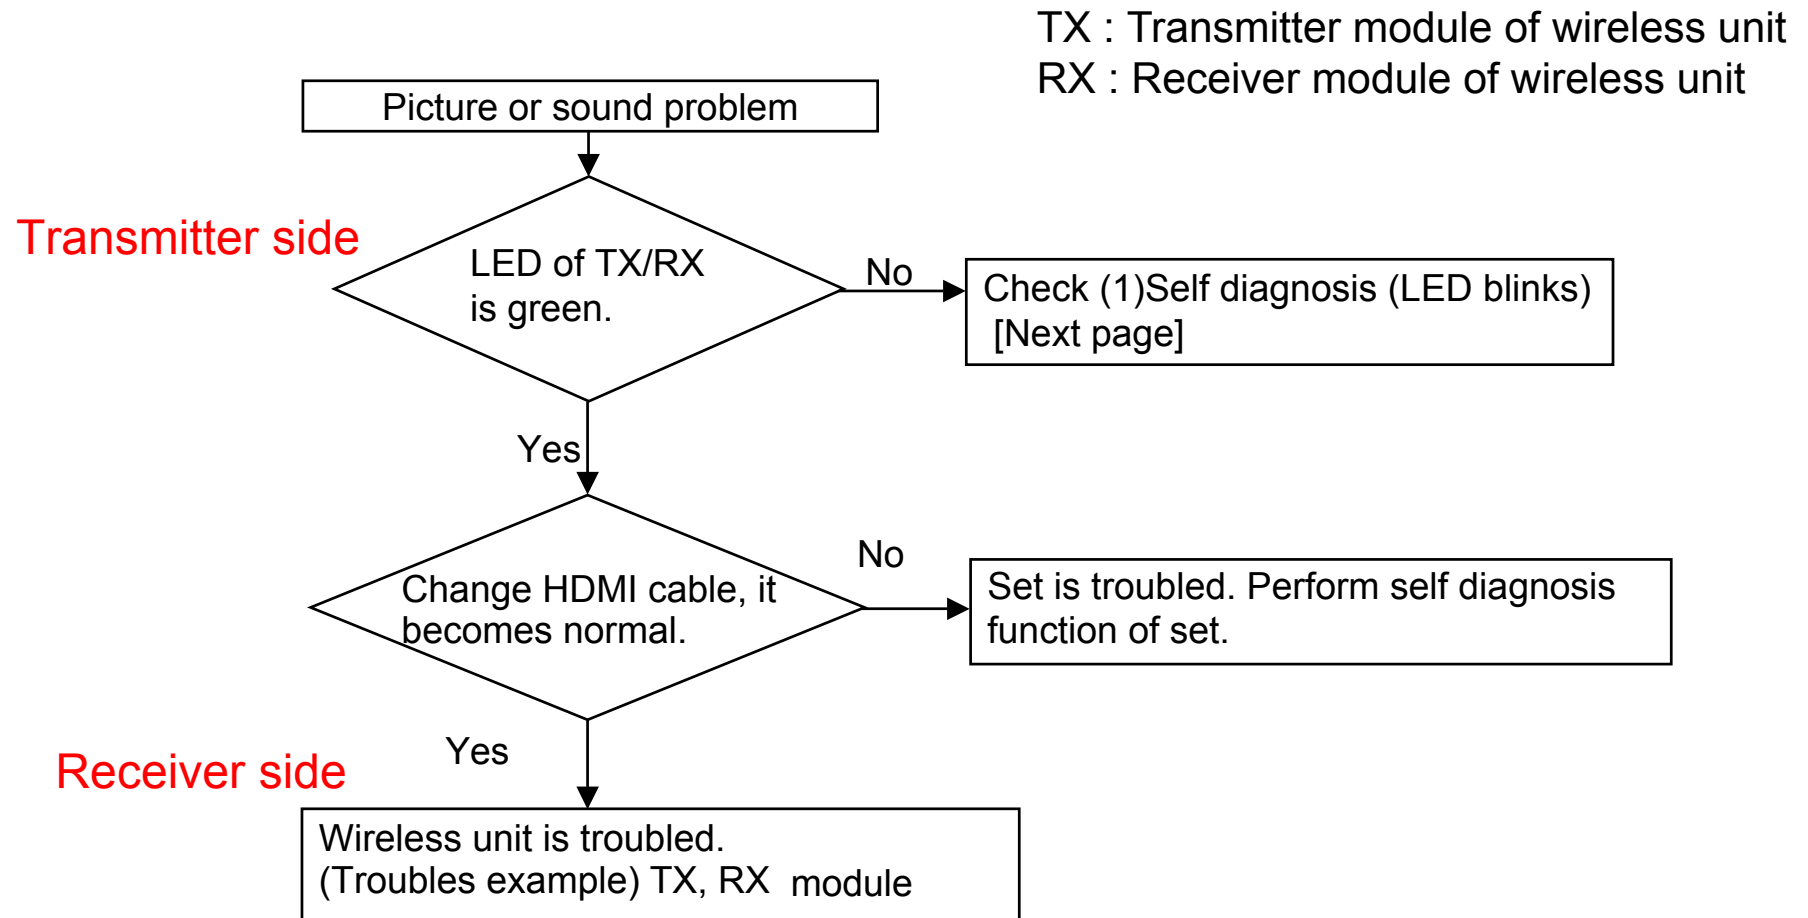 TX : Transmitter module of wireless unit
RX : Receiver module of wireless unit
Picture or sound problem
Transmitter side
LED of TX/RX
is green.
No
Check (1)Self diagnosis (LED blinks)
[Next page]
Yes
Change HDMI cable, it
becomes normal.
No
Set is troubled. Perform self diagnosis
function of set.
Yes
Receiver side
Wireless unit is troubled.
(Troubles example) TX, RX module